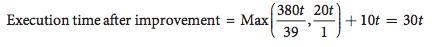 Execution time after improvement = Max(380t/39, 20t/1) + 10t = 30t